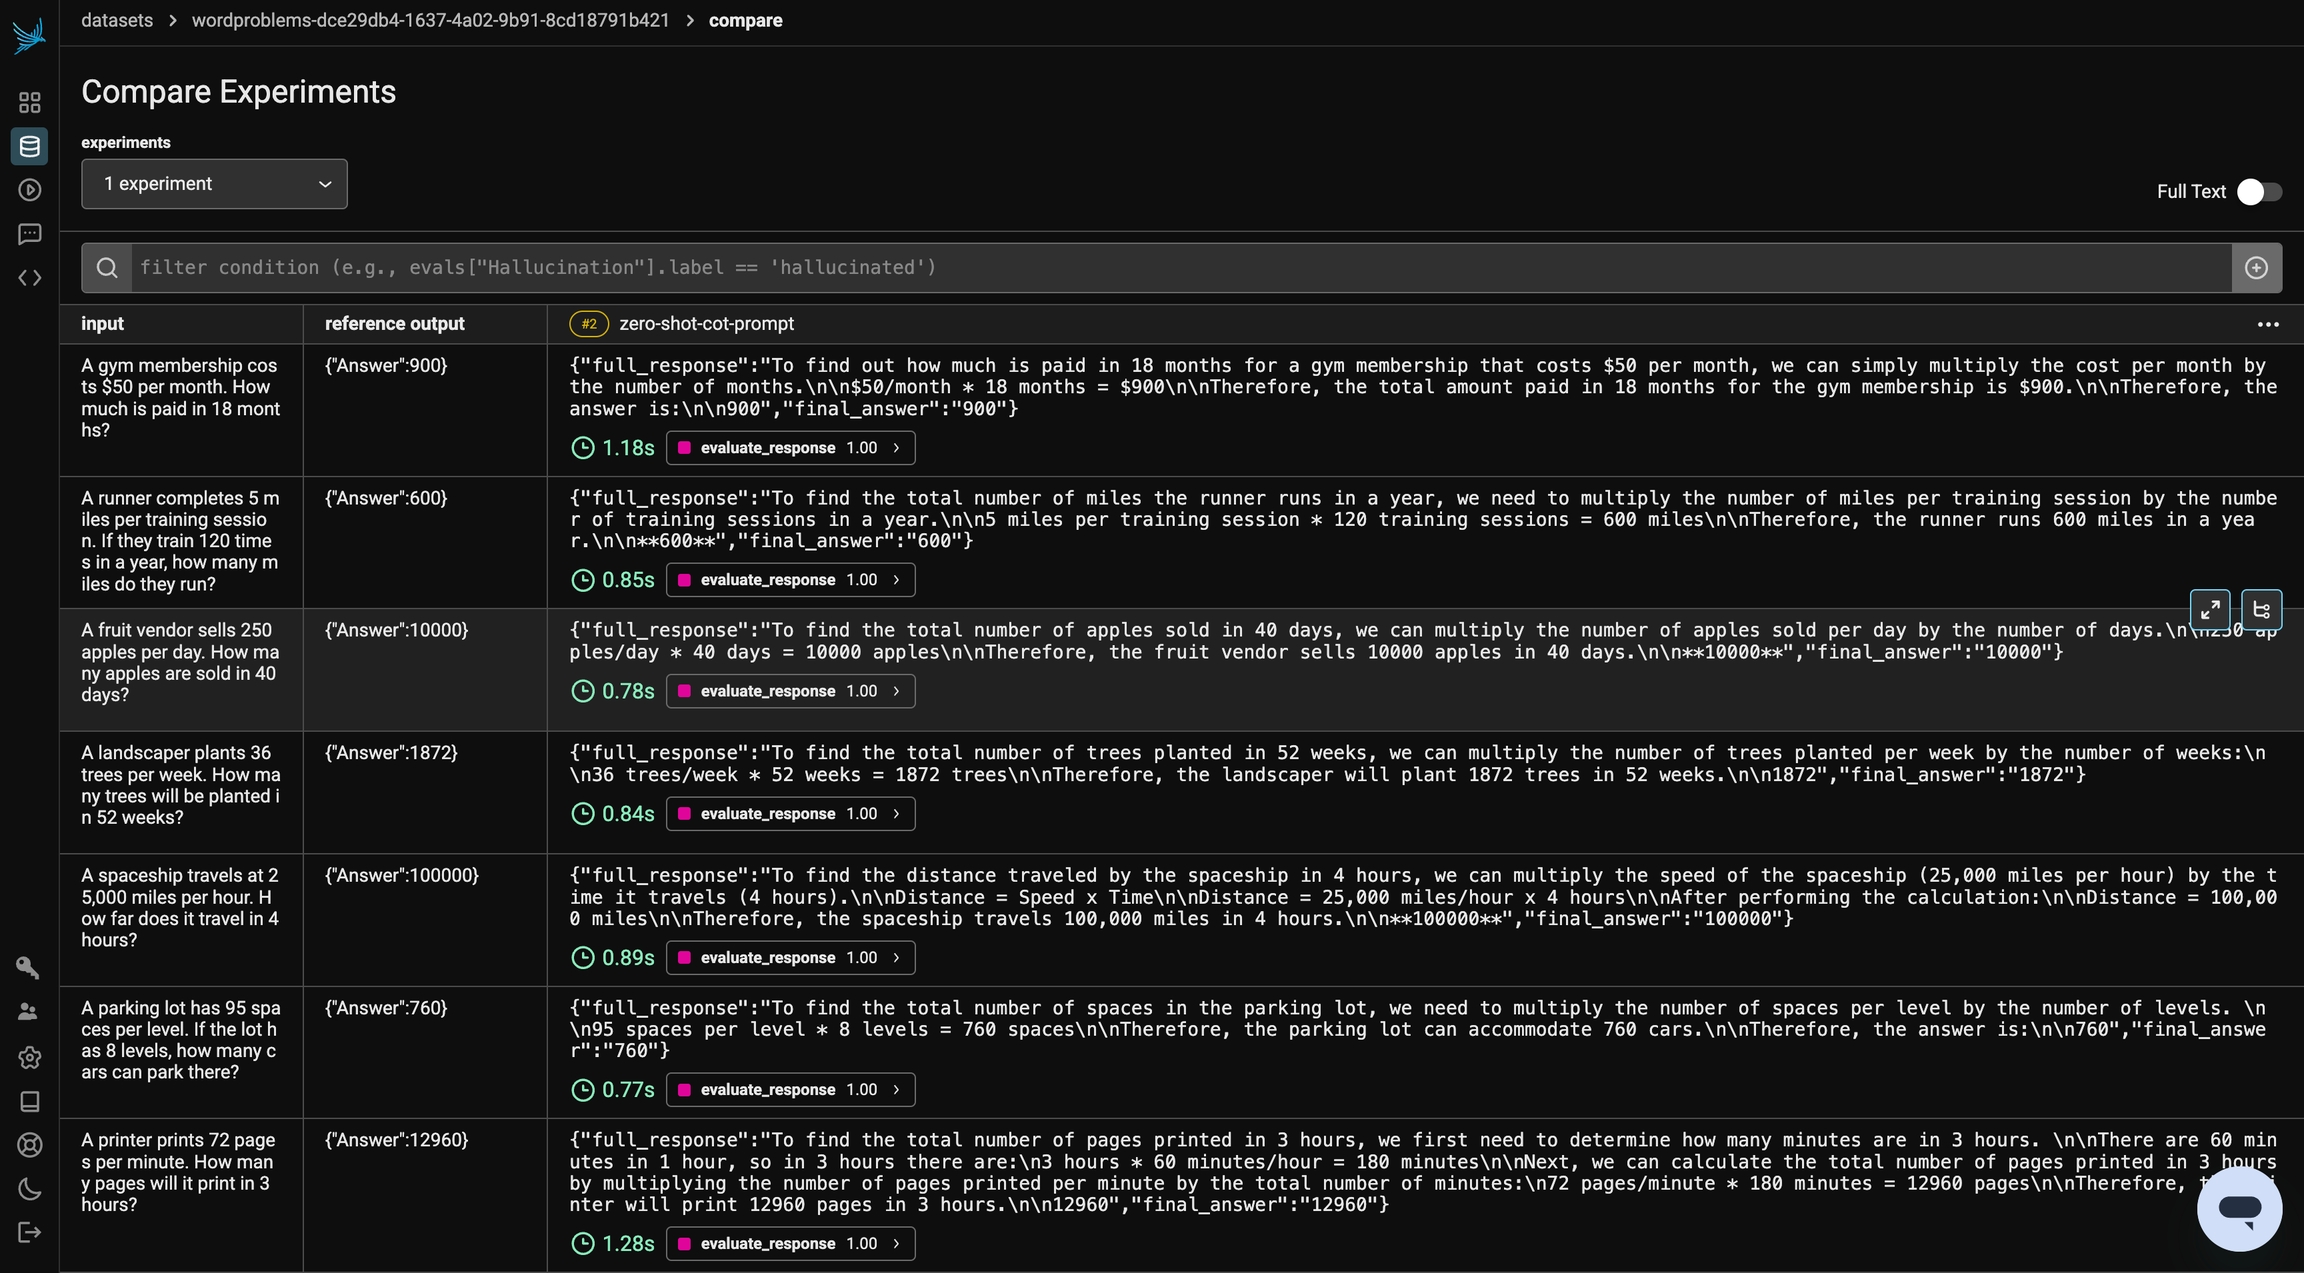 datasets > wordproblems-dce29db4-1637-4a02-9b91-8cd18791b421 > compare
Compare Experiments
experiments
1 experiment
Full Text
filter condition (e.g., evals["Hallucination"].label == 'hallucinated')
input
reference output
#2 zero-shot-cot-prompt
A gym membership cos
ts $50 per month. How
much is paid in 18 mont
hs?
{"Answer":900}
{"full_response":"To find out how much is paid in 18 months for a gym membership that costs $50 per month, we can simply multiply the cost per month by
the number of months.\n\n$50/month * 18 months = $900\n\nTherefore, the total amount paid in 18 months for the gym membership is $900.\n\nTherefore, the
answer is:\n\n900","final_answer":"900"}
1.18s evaluate_response 1.00 >
A runner completes 5 m
iles per training sessio
n. If they train 120 time
s in a year, how many m
iles do they run?
{"Answer":600}
{"full_response":"To find the total number of miles the runner runs in a year, we need to multiply the number of miles per training session by the numbe
r of training sessions in a year.\n\n5 miles per training session * 120 training sessions = 600 miles\n\nTherefore, the runner runs 600 miles in a yea
r.\n\n**600**","final_answer":"600"}
0.85s evaluate_response 1.00 >
A fruit vendor sells 250
apples per day. How ma
ny apples are sold in 40
days?
{"Answer":10000}
{"full_response":"To find the total number of apples sold in 40 days, we can multiply the number of apples sold per day by the number of days.\n\n250 ap
ples/day * 40 days = 10000 apples\n\nTherefore, the fruit vendor sells 10000 apples in 40 days.\n\n**10000**","final_answer":"10000"}
0.78s evaluate_response 1.00 >
A landscaper plants 36
trees per week. How ma
ny trees will be planted i
n 52 weeks?
{"Answer":1872}
{"full_response":"To find the total number of trees planted in 52 weeks, we can multiply the number of trees planted per week by the number of weeks:\n
\n36 trees/week * 52 weeks = 1872 trees\n\nTherefore, the landscaper will plant 1872 trees in 52 weeks.\n\n1872","final_answer":"1872"}
0.84s evaluate_response 1.00 >
A spaceship travels at 2
5,000 miles per hour. H
ow far does it travel in 4
hours?
{"Answer":100000}
{"full_response":"To find the distance traveled by the spaceship in 4 hours, we can multiply the speed of the spaceship (25,000 miles per hour) by the t
ime it travels (4 hours).\n\nDistance = Speed x Time\n\nDistance = 25,000 miles/hour x 4 hours\n\nAfter performing the calculation:\n\nDistance = 100,00
0 miles\n\nTherefore, the spaceship travels 100,000 miles in 4 hours.\n\n**100000**","final_answer":"100000"}
0.89s evaluate_response 1.00 >
A parking lot has 95 spa
ces per level. If the lot h
as 8 levels, how many c
ars can park there?
{"Answer":760}
{"full_response":"To find the total number of spaces in the parking lot, we need to multiply the number of spaces per level by the number of levels. \n
\n95 spaces per level * 8 levels = 760 spaces\n\nTherefore, the parking lot can accommodate 760 cars.\n\nTherefore, the answer is:\n\n760","final_answe
r":"760"}
0.77s evaluate_response 1.00 >
A printer prints 72 page
s per minute. How man
y pages will it print in 3
hours?
{"Answer":12960}
{"full_response":"To find the total number of pages printed in 3 hours, we first need to determine how many minutes are in 3 hours. \n\nThere are 60 min
utes in 1 hour, so in 3 hours there are:\n3 hours * 60 minutes/hour = 180 minutes\n\nNext, we can calculate the total number of pages printed in 3 hours
by multiplying the number of pages printed per minute by the total number of minutes:\n72 pages/minute * 180 minutes = 12960 pages\n\nTherefore,
nter will print 12960 pages in 3 hours.\n\n12960","final_answer":"12960"}
1.28s evaluate_response 1.00 >